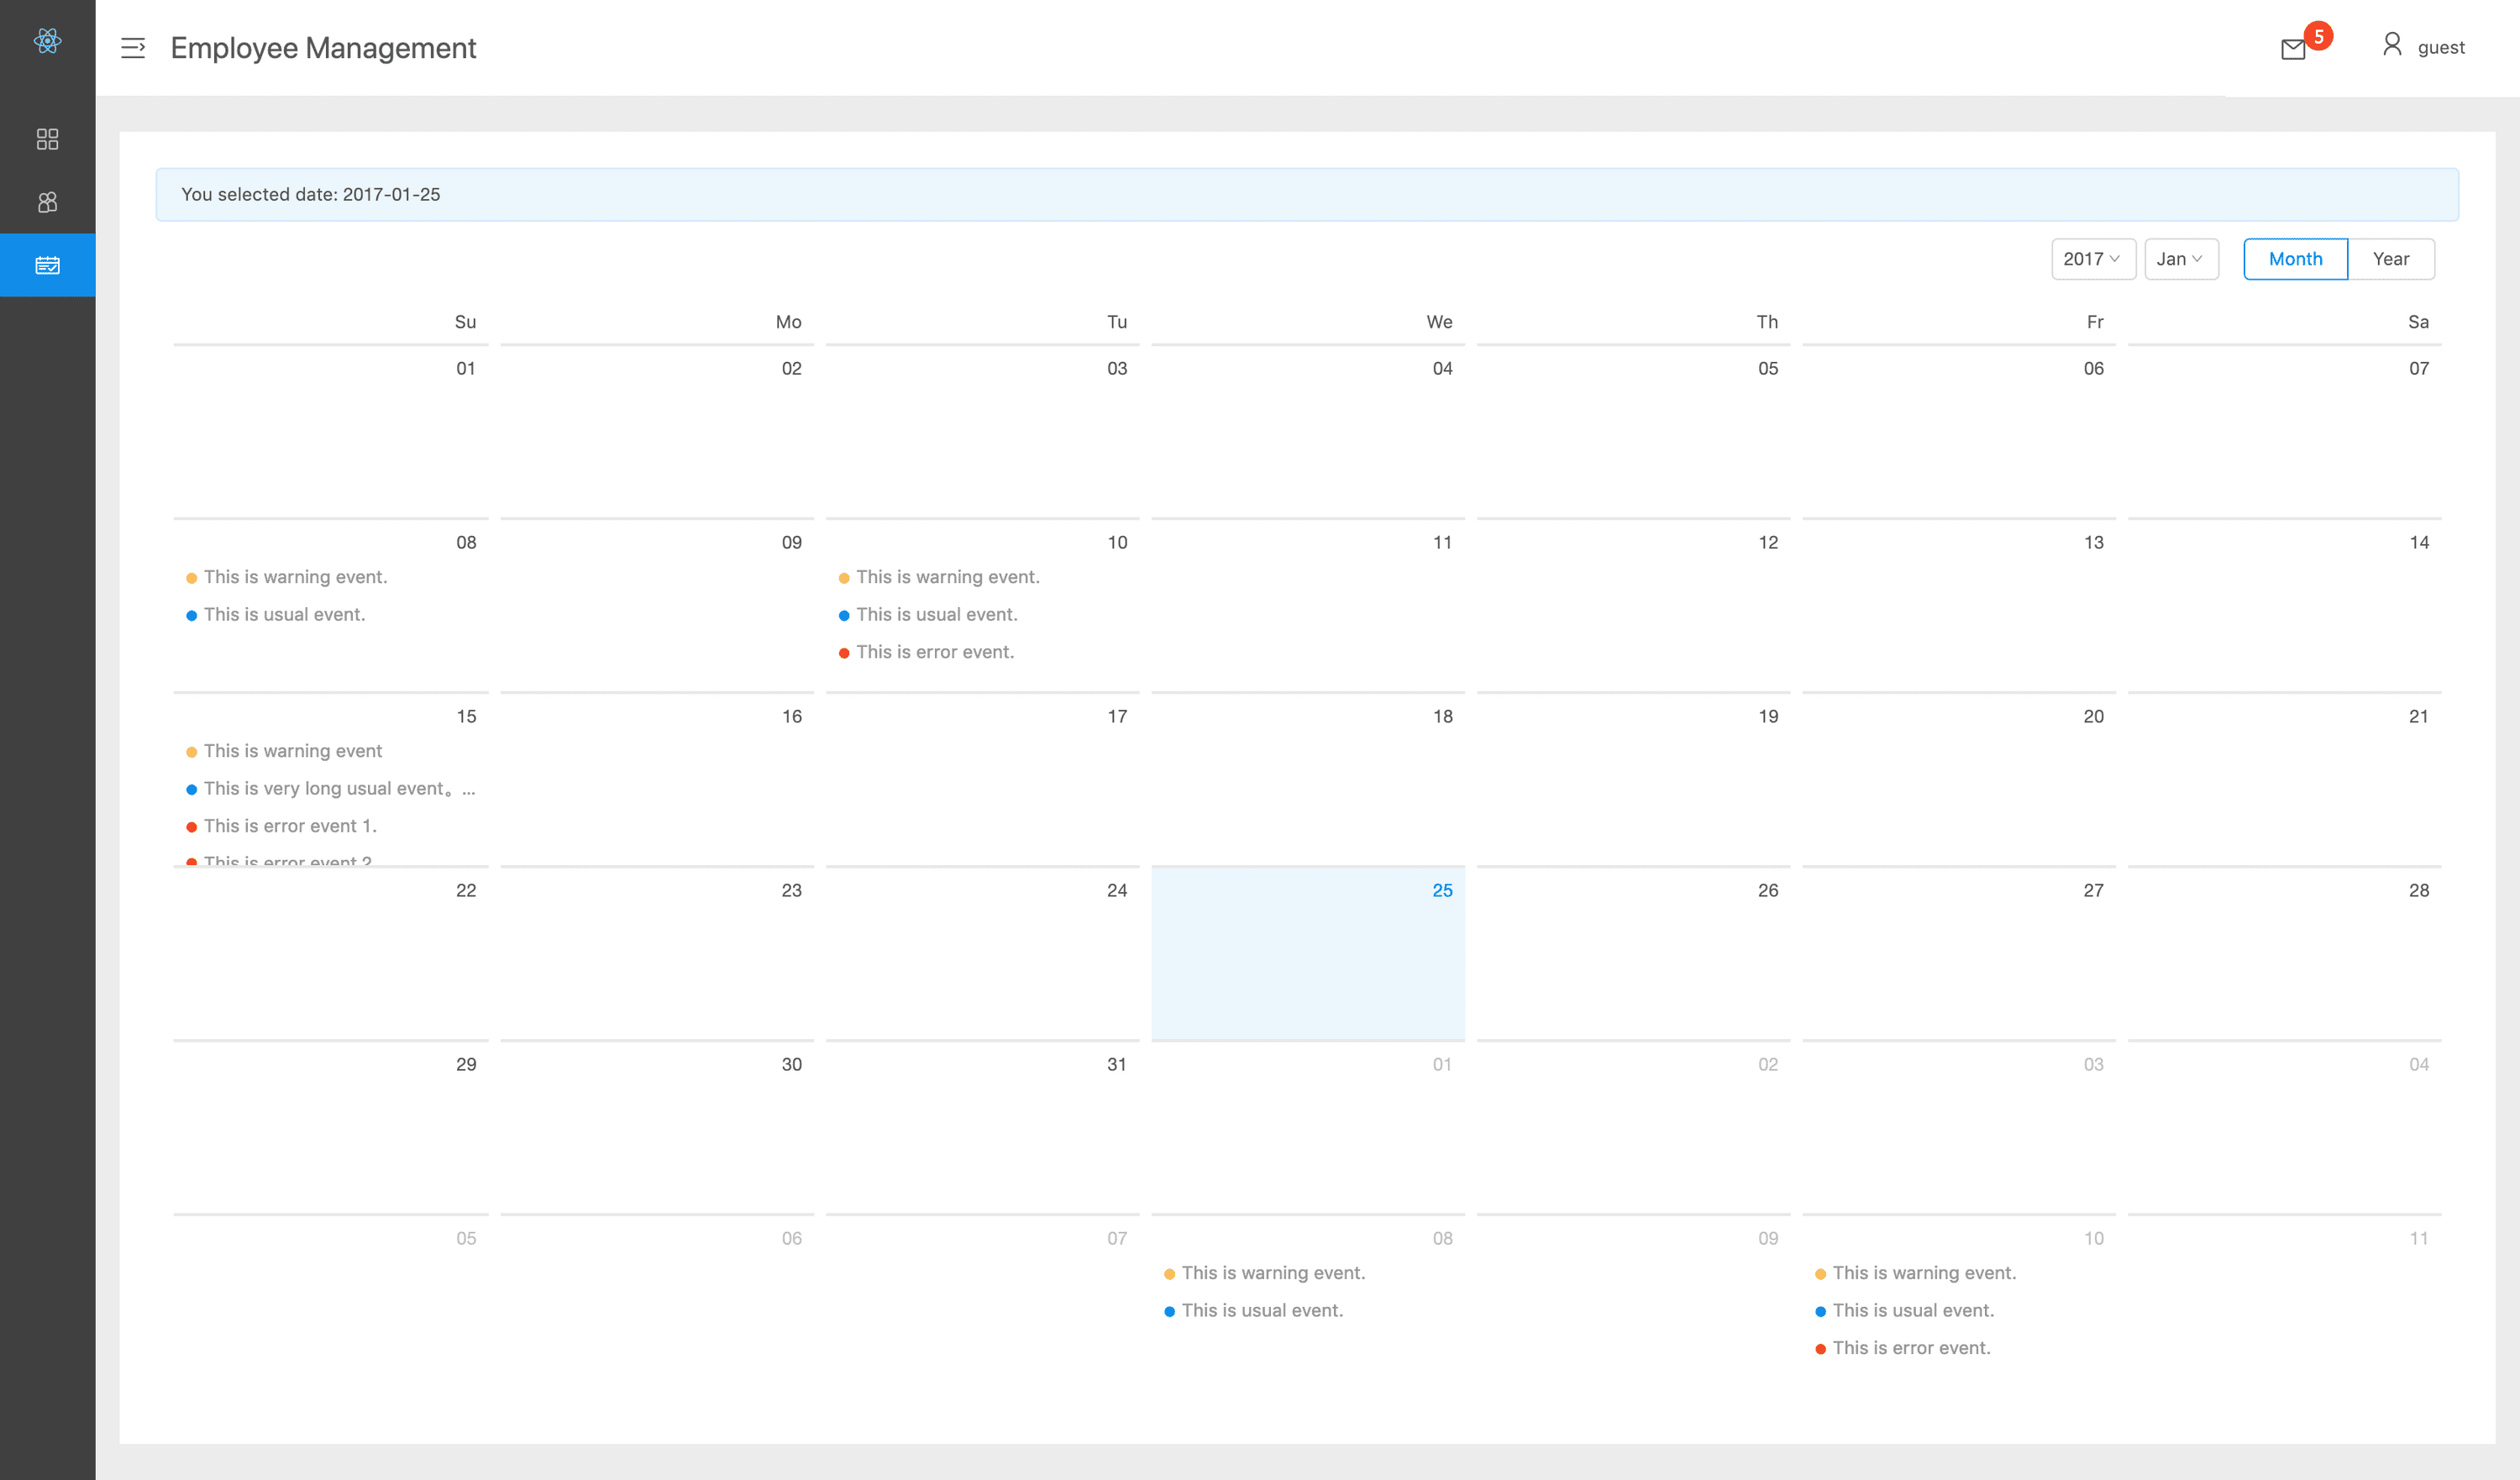 Employee Management
5
guest
You selected date: 2017-01-25
2017
Jan
Month
Year
Su Mo Tu We Th Fr Sa
01 02 03 04 05 06 07
08 09 10 11 12 13 14
This is warning event. This is warning event.
This is usual event. This is usual event.
This is error event.
15 16 17 18 19 20 21
This is warning event
This is very long usual event。...
This is error event 1.
This is error event 2
22 23 24 25 26 27 28
29 30 31 01 02 03 04
05 06 07 08 09 10 11
This is warning event. This is warning event.
This is usual event. This is usual event.
This is error event.